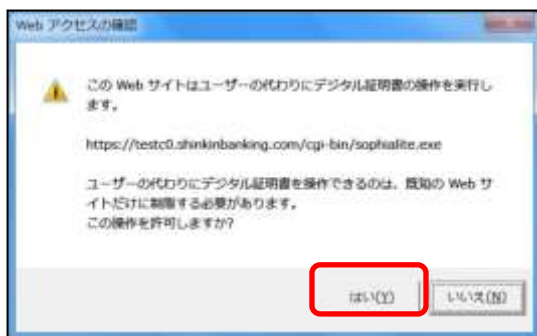 Web アクセスの確認
この Web サイトはユーザーの代わりにデジタル証明書の操作を実行し
ます。
https://testc0.shinkinbanking.com/cgi-bin/sophialite.exe
ユーザーの代わりにデジタル証明書を操作できるのは、既知の Web サ
イトだけに制限する必要があります。
この操作を許可しますか?
はい(Y)
いいえ(N)